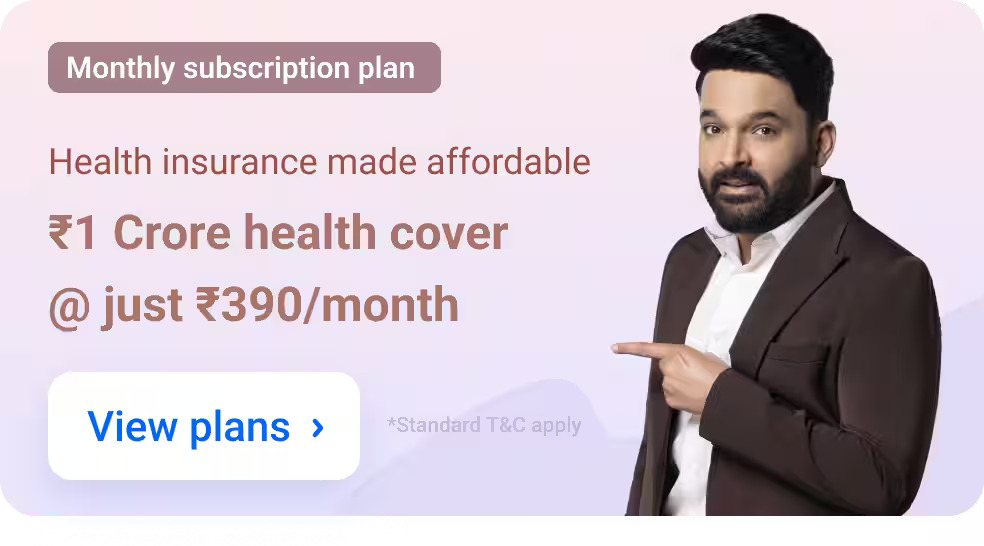 Monthly subscription plan
Health insurance made affordable
₹1 Crore health cover
@ just ₹390/month
View plans ›
*Standard T&C apply